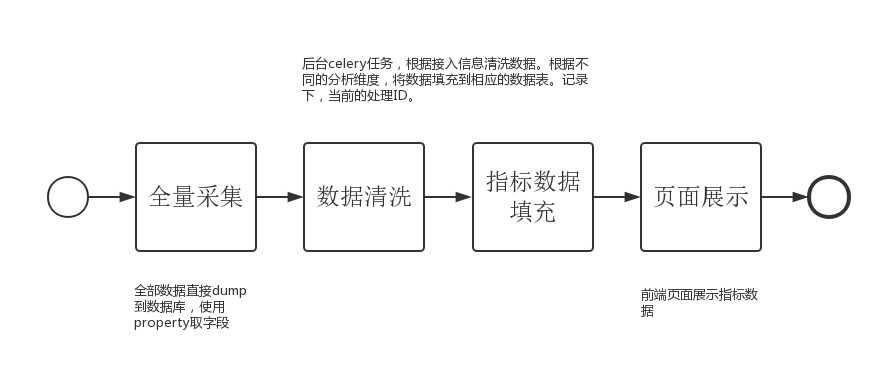 后台celery任务，根据接入信息清洗数据。根据不
同的分析维度，将数据填充到相应的数据表。记录
下，当前的处理ID。
全量采集
数据清洗
指标数据
填充
页面展示
全部数据直接dump
到数据库，使用
property取字段
前端页面展示指标数
据